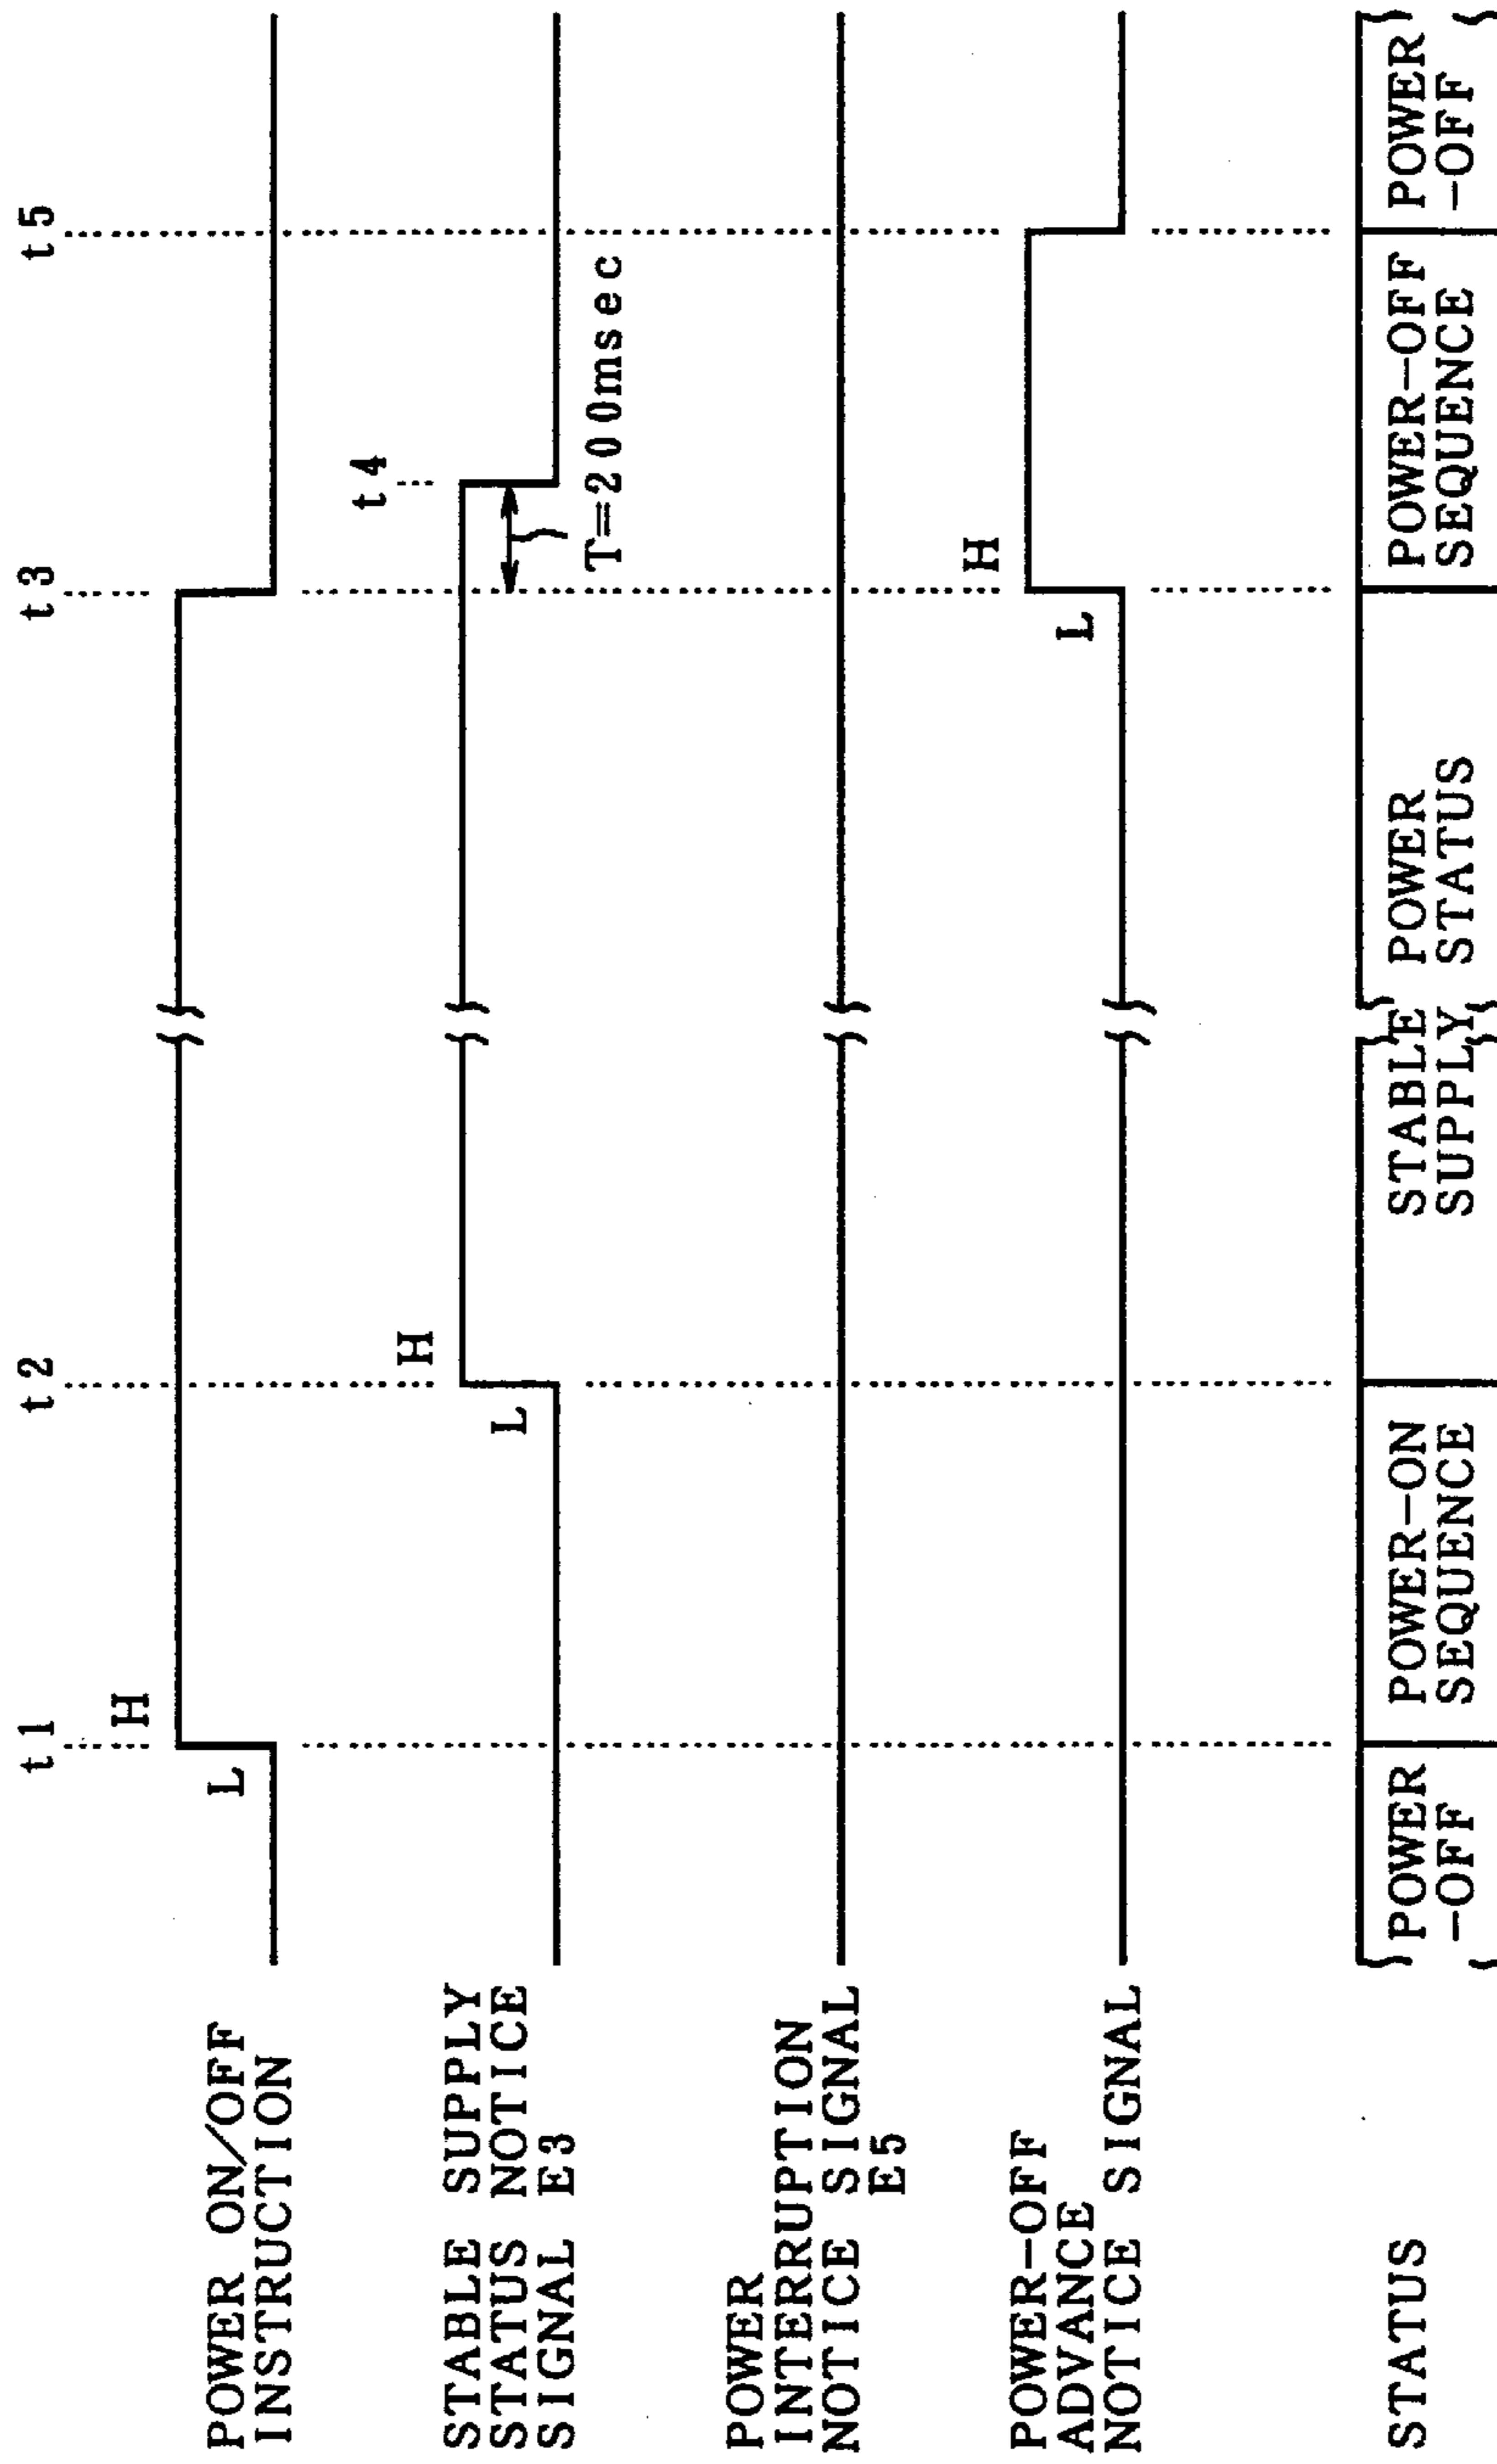 t1
t2
t3
t5
POWER ON/OFF
INSTRUCTION
L
H
STABLE SUPPLY
STATUS NOTICE
SIGNAL E3
L
H
t4
T=200msec
POWER
INTERRUPTION
NOTICE SIGNAL
E5
POWER-OFF
ADVANCE
NOTICE SIGNAL
L
H
STATUS
POWER
-OFF
POWER-ON
SEQUENCE
STABLE POWER
SUPPLY STATUS
POWER-OFF
SEQUENCE
POWER
-OFF